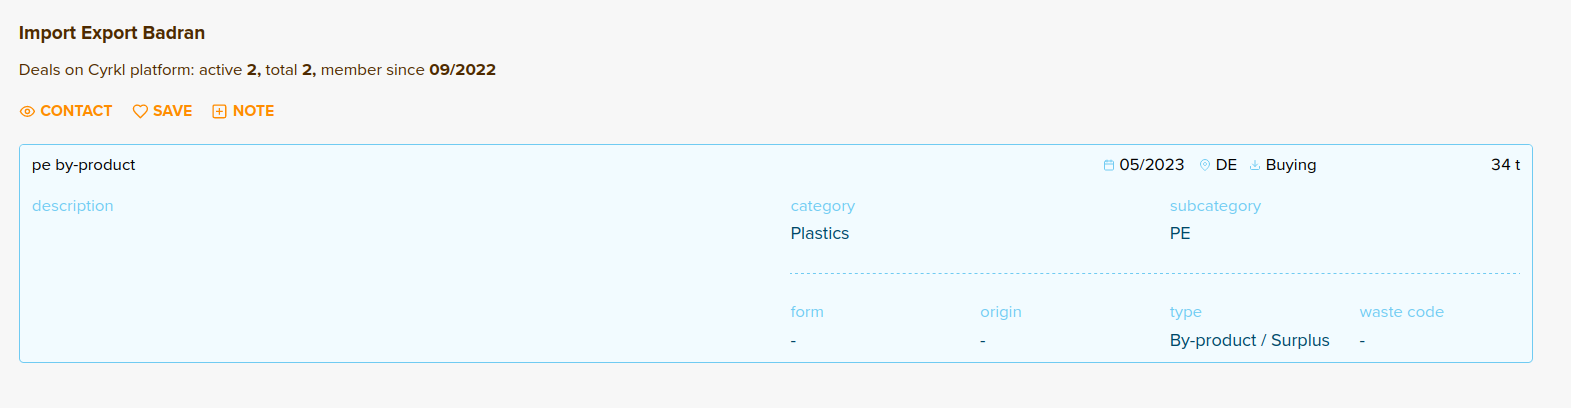 Import Export Badran
Deals on Cyrkl platform: active 2, total 2, member since 09/2022
CONTACT SAVE NOTE
pe by-product 05/2023 DE Buying 34 t
description category subcategory
Plastics PE
form origin type waste code
- - By-product / Surplus -